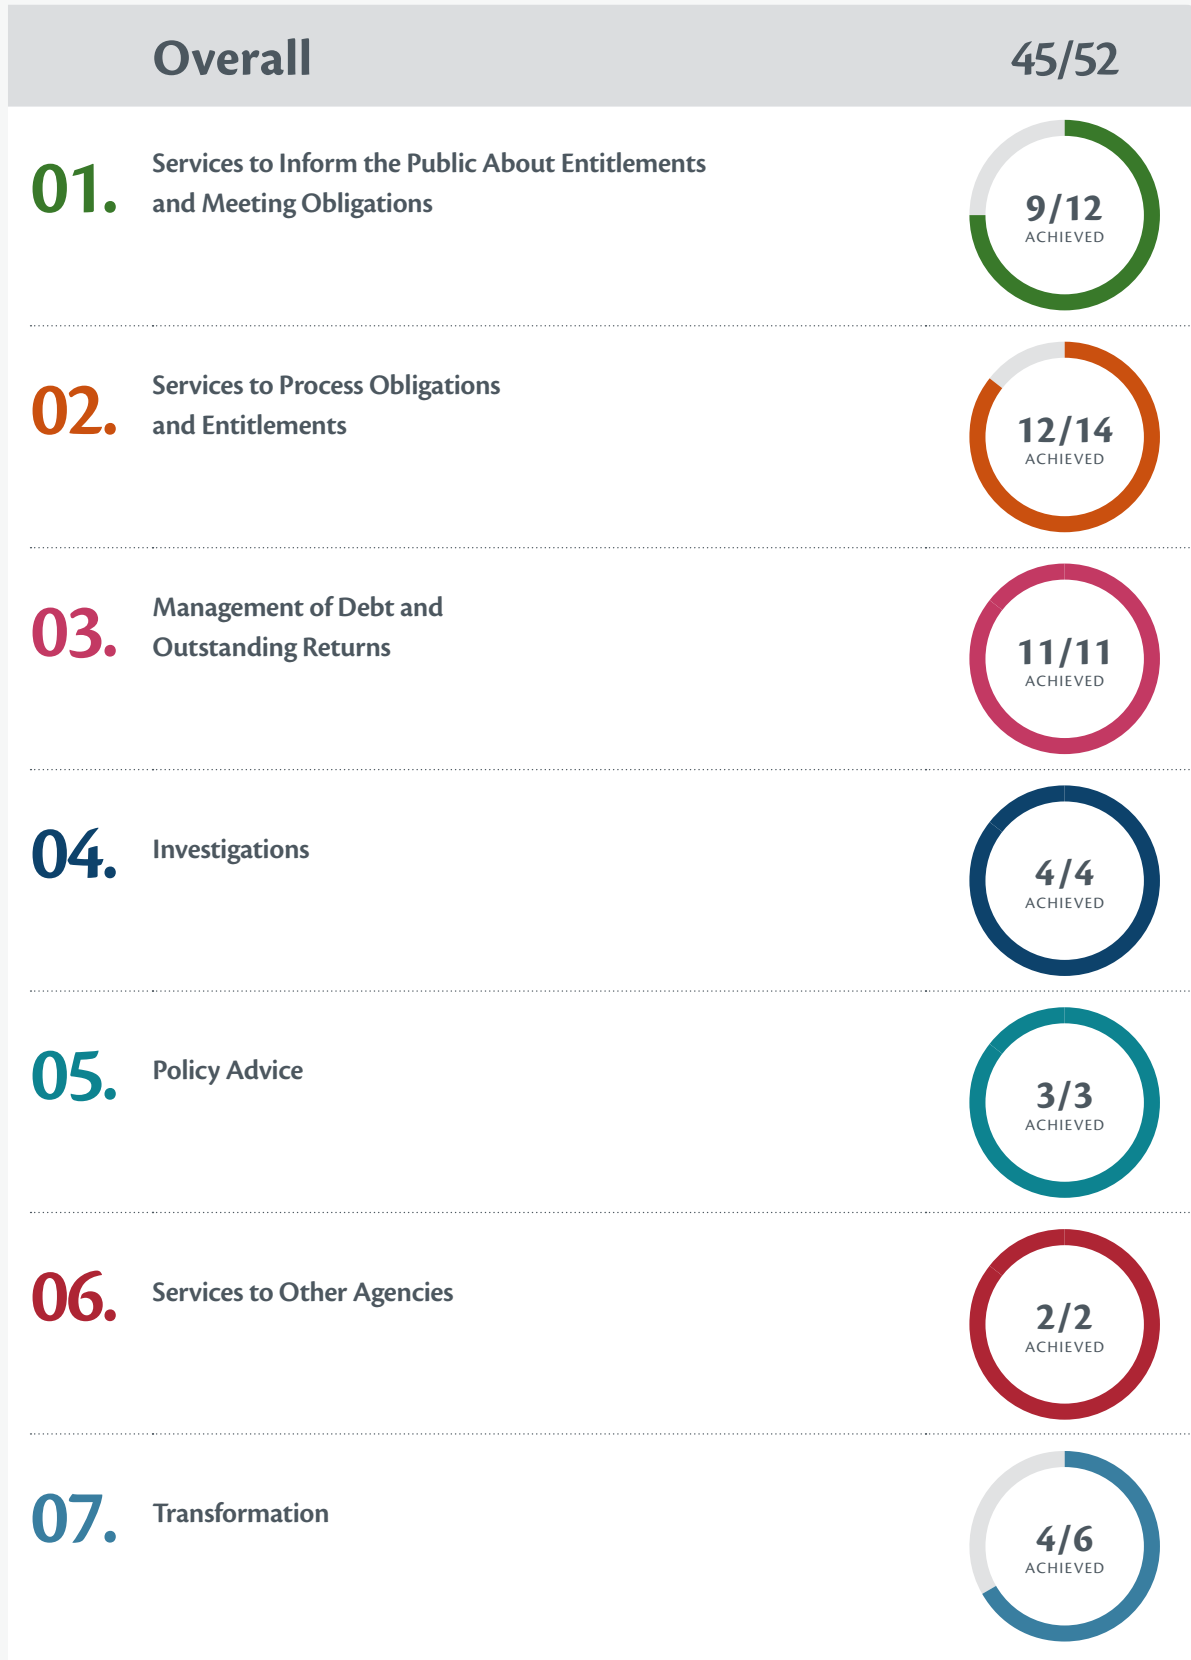 Overall 45/52
01. Services to Inform the Public About Entitlements
and Meeting Obligations
9/12
ACHIEVED
02. Services to Process Obligations
and Entitlements
12/14
ACHIEVED
03. Management of Debt and
Outstanding Returns
11/11
ACHIEVED
04. Investigations
4/4
ACHIEVED
05. Policy Advice
3/3
ACHIEVED
06. Services to Other Agencies
2/2
ACHIEVED
07. Transformation
4/6
ACHIEVED